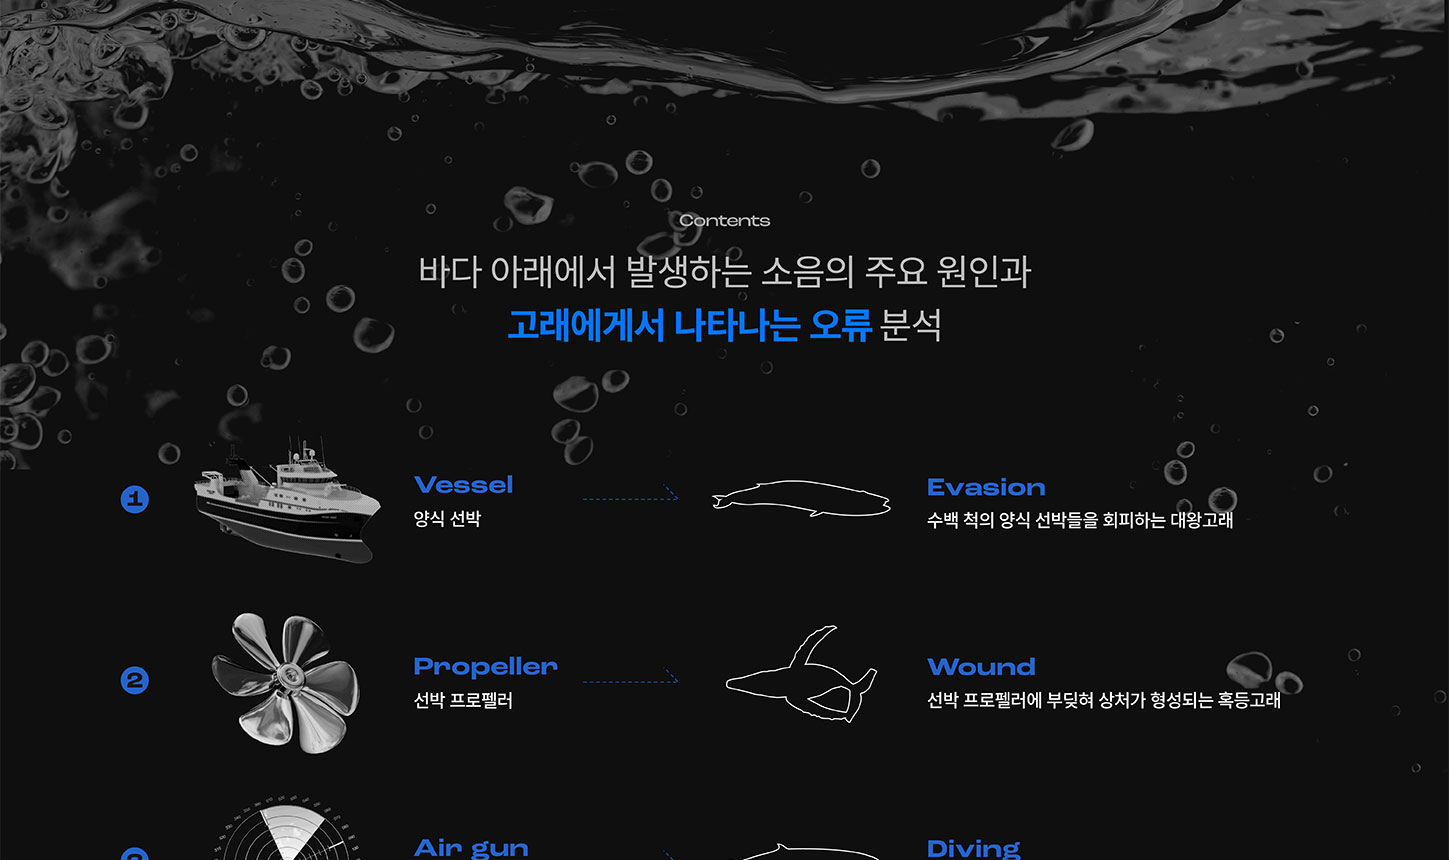 Contents
바다 아래에서 발생하는 소음의 주요 원인과
고래에게서 나타나는 오류 분석
1
Vessel
양식 선박
Evasion
수백 척의 양식 선박들을 회피하는 대왕고래
2
Propeller
선박 프로펠러
Wound
선박 프로펠러에 부딪혀 상처가 형성되는 혹등고래
Air gun
Diving